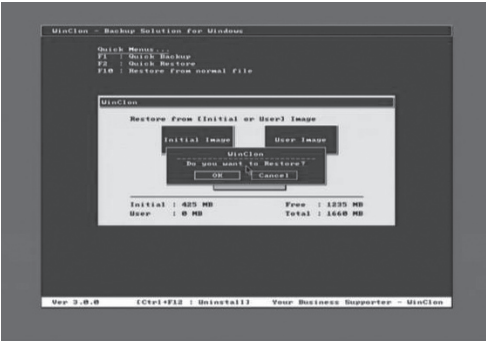 WinClon - Backup Solution for Windows
Quick Menus...
F1 : Quick Backup
F2 : Quick Restore
F10 : Restore from normal file
WinClon
Restore from [Initial or User] Image
Initial Image User Image
WinClon
Do you want to Restore?
OK Cancel
Initial : 425 MB Free : 1235 MB
User : 0 MB Total : 1660 MB
Ver 3.0.0 [Ctrl+F12 : Uninstall] Your Business Supporter - WinClon